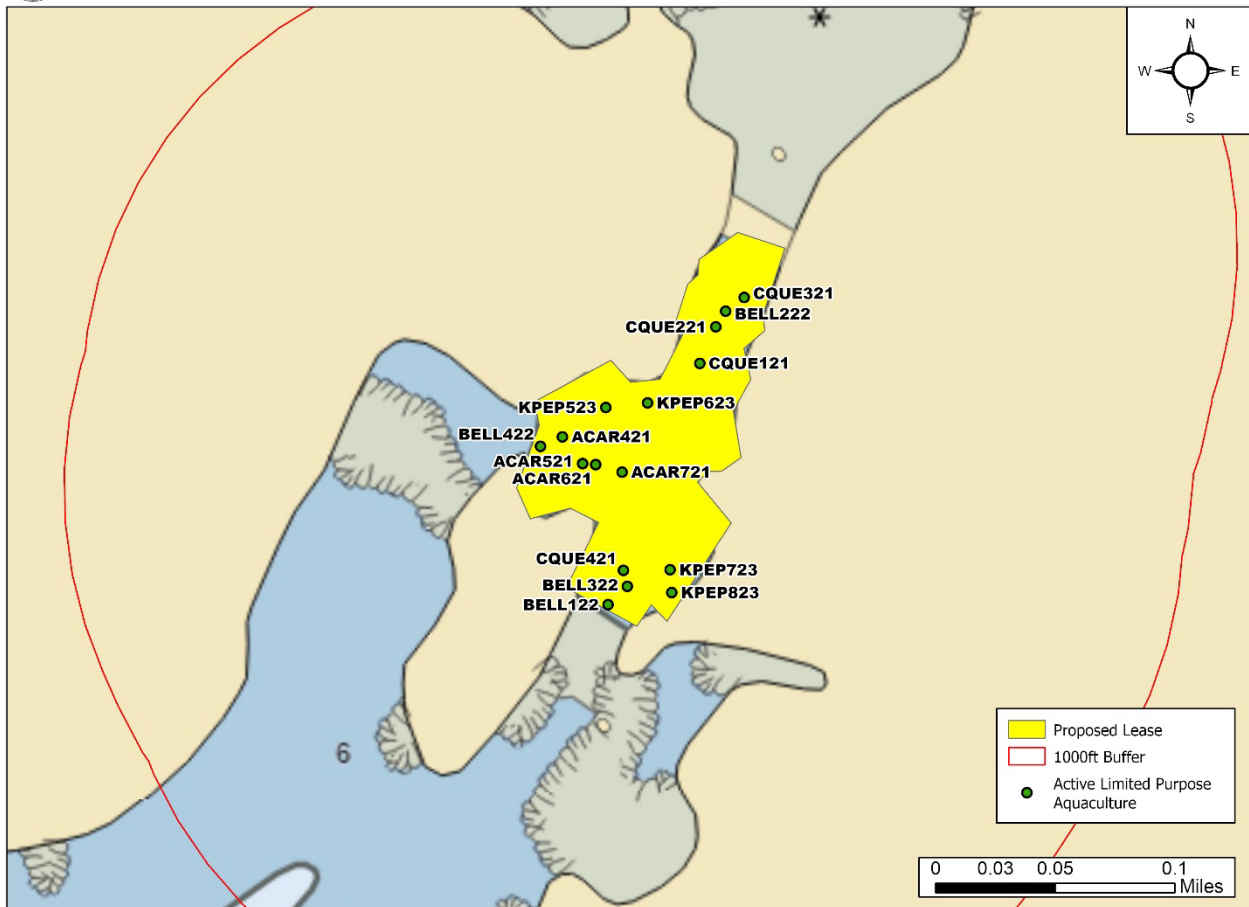 N
W
E
S
CQUE321
BELL222
CQUE221
CQUE121
KPEP623
KPEP523
ACAR421
BELL422
ACAR521
ACAR621
ACAR721
CQUE421
KPEP723
BELL322
KPEP823
BELL122
6
Proposed Lease
1000ft Buffer
Active Limited Purpose
Aquaculture
0 0.03 0.05 0.1
Miles